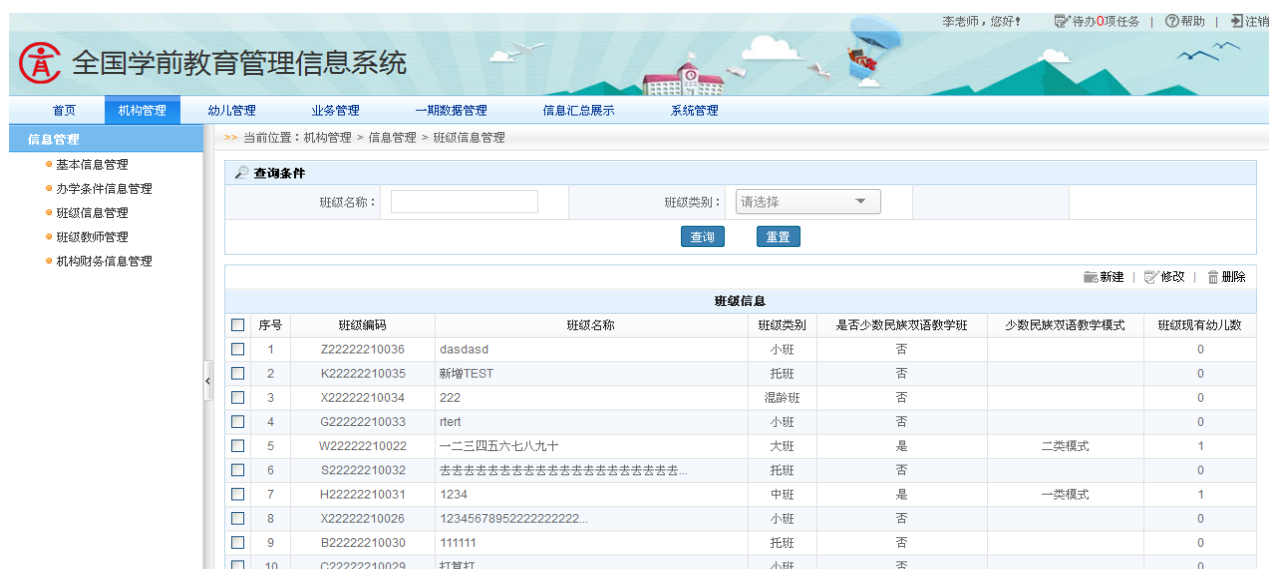 李老师，您好！ 待办0项任务 | 帮助 | 注销
全国学前教育管理信息系统
首页 机构管理 幼儿管理 业务管理 一期数据管理 信息汇总展示 系统管理
信息管理
基本信息管理
办学条件信息管理
班级信息管理
班级教师管理
机构财务信息管理
>> 当前位置：机构管理 > 信息管理 > 班级信息管理
查询条件
班级名称： 班级类别： 请选择
查询 重置
新建 | 修改 | 删除
班级信息
序号 班级编码 班级名称 班级类别 是否少数民族双语教学班 少数民族双语教学模式 班级现有幼儿数
1 Z22222210036 dasdasd 小班 否 0
2 K22222210035 新增TEST 托班 否 0
3 X22222210034 222 混龄班 否 0
4 G22222210033 rtert 小班 否 0
5 W22222210022 一二三四五六七八九十 大班 是 二类模式 1
6 S22222210032 去去去去去去去去去去去去去去去去去去去去... 托班 否 0
7 H22222210031 1234 中班 是 一类模式 1
8 X22222210026 12345678952222222222... 小班 否 0
9 B22222210030 111111 托班 否 0
10 C22222210029 打算打 小班 否 0